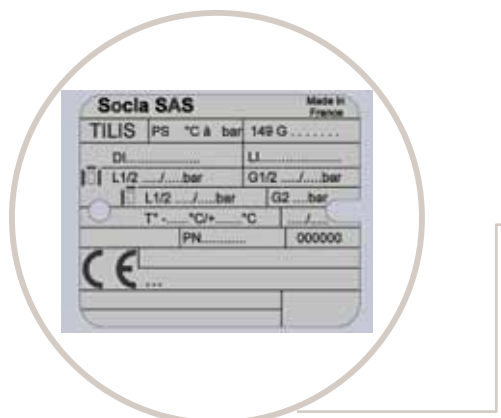 Socla SAS Made in France
TILIS PS °C à bar 149 G.......
DI................. LI...................
L1/2 ..../....bar G1/2 ..../....bar
L1/2 ..../....bar G2 ....bar
T° -.....°C/+......°C ..../....
PN........... 000000
CE ...